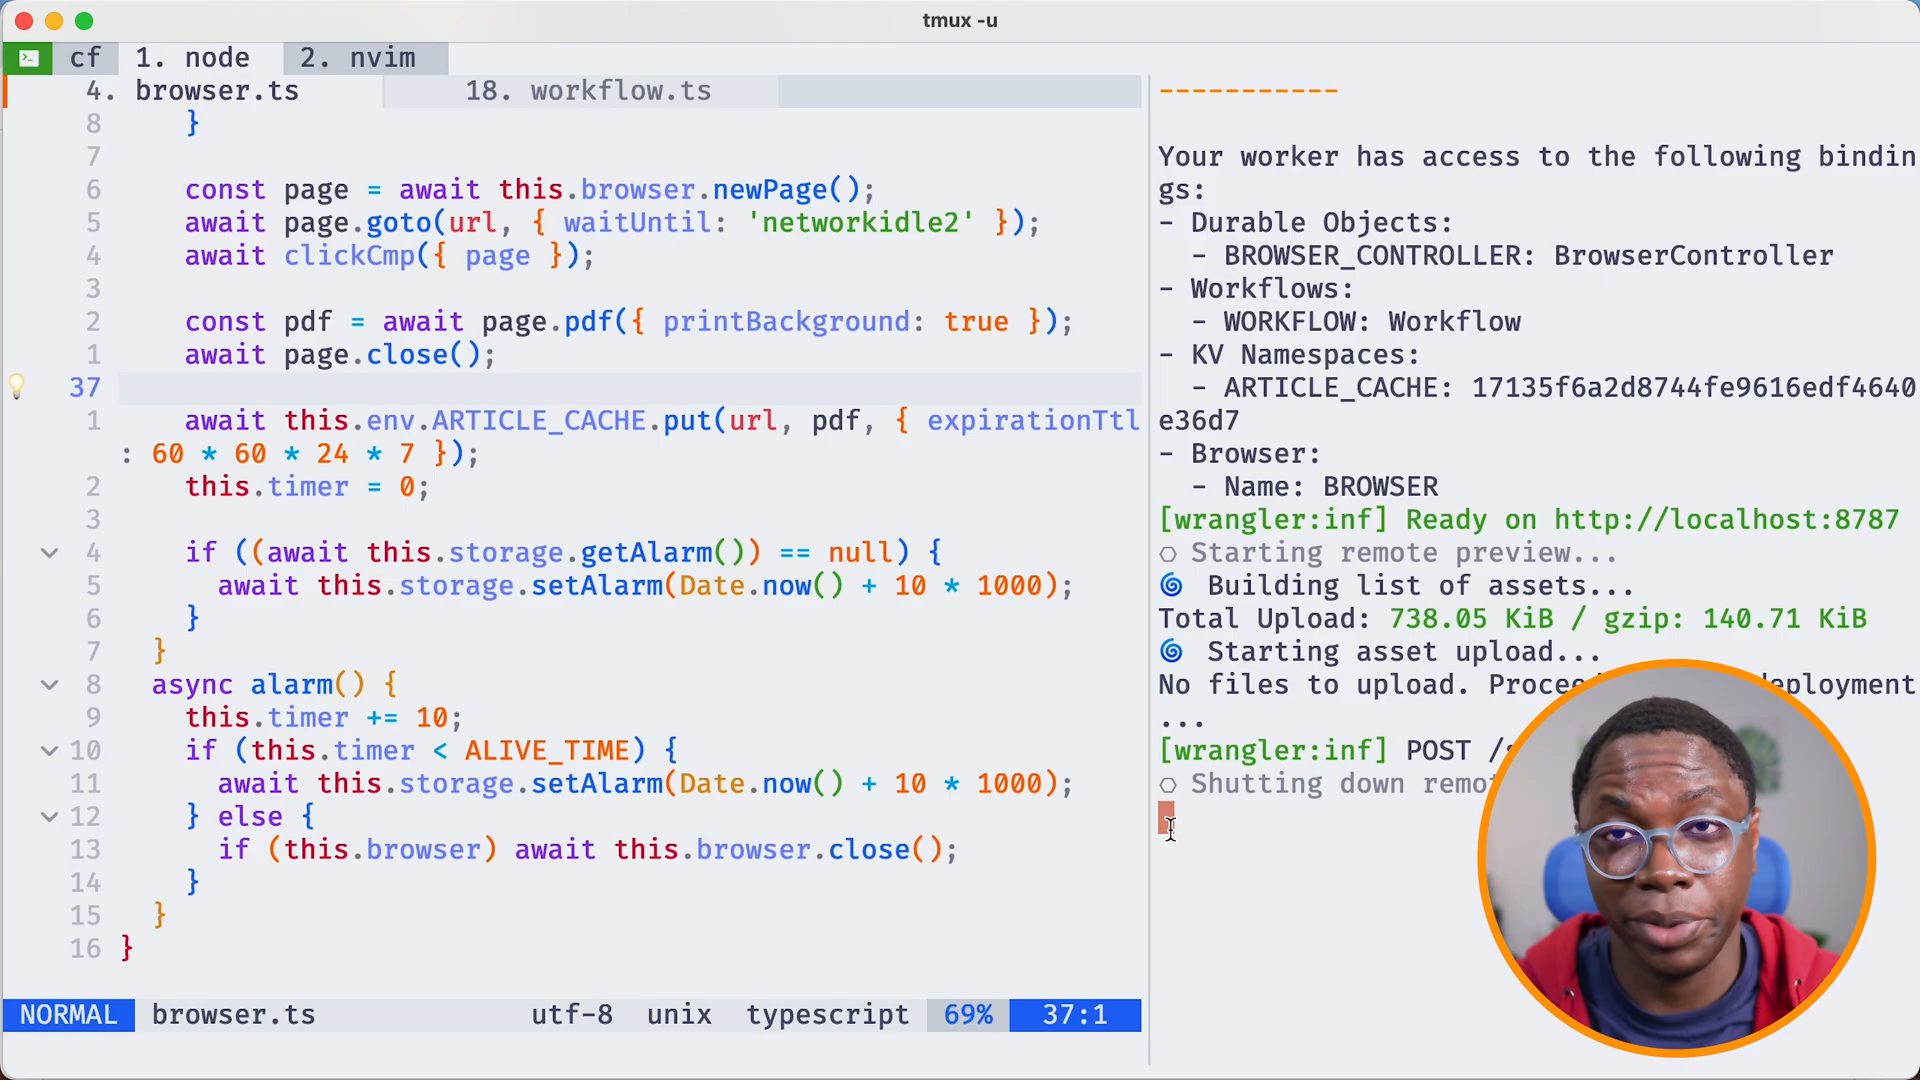 tmux -u
cf 1. node 2. nvim
4. browser.ts 18. workflow.ts
8 }
7
6 const page = await this.browser.newPage();
5 await page.goto(url, { waitUntil: 'networkidle2' });
4 await clickCmp({ page });
3
2 const pdf = await page.pdf({ printBackground: true });
1 await page.close();
37
1 await this.env.ARTICLE_CACHE.put(url, pdf, { expirationTtl
: 60 * 60 * 24 * 7 });
2 this.timer = 0;
3
4 if ((await this.storage.getAlarm()) == null) {
5 await this.storage.setAlarm(Date.now() + 10 * 1000);
6 }
7 }
8 async alarm() {
9 this.timer += 10;
10 if (this.timer < ALIVE_TIME) {
11 await this.storage.setAlarm(Date.now() + 10 * 1000);
12 } else {
13 if (this.browser) await this.browser.close();
14 }
15 }
16 }
NORMAL browser.ts utf-8 unix typescript 69% 37:1
-----------
Your worker has access to the following bindin
gs:
- Durable Objects:
- BROWSER_CONTROLLER: BrowserController
- Workflows:
- WORKFLOW: Workflow
- KV Namespaces:
- ARTICLE_CACHE: 17135f6a2d8744fe9616edf4640
e36d7
- Browser:
- Name: BROWSER
[wrangler:inf] Ready on http://localhost:8787
Starting remote preview...
Building list of assets...
Total Upload: 738.05 KiB / gzip: 140.71 KiB
Starting asset upload...
No files to upload. Procee eployment
...
[wrangler:inf] POST /
Shutting down remo